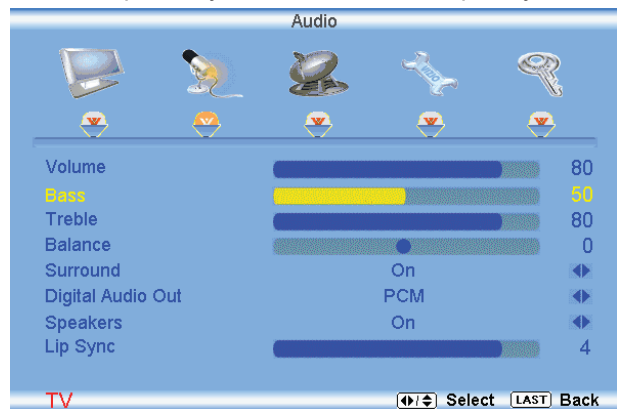 Audio
Volume 80
Bass 50
Treble 80
Balance 0
Surround On
Digital Audio Out PCM
Speakers On
Lip Sync 4
TV Select LAST Back